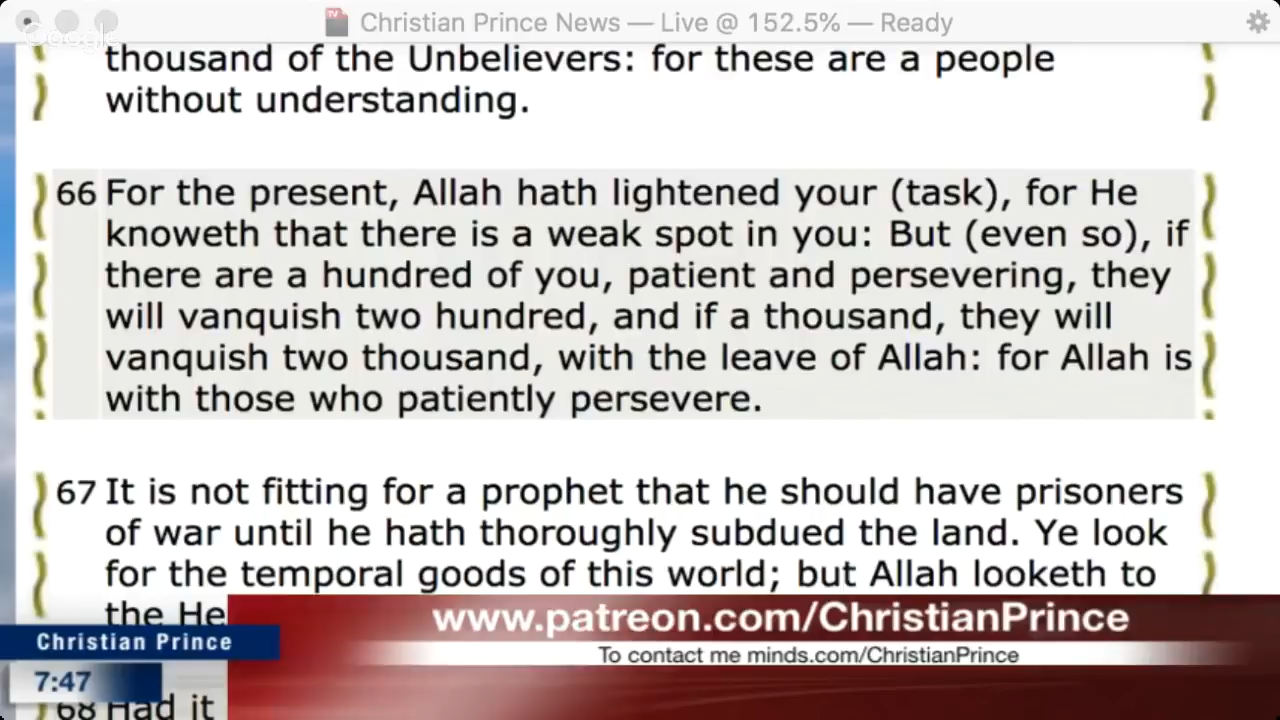 Christian Prince News — Live @ 152.5% — Ready
Google
thousand of the Unbelievers: for these are a people
without understanding.
66 For the present, Allah hath lightened your (task), for He
knoweth that there is a weak spot in you: But (even so), if
there are a hundred of you, patient and persevering, they
will vanquish two hundred, and if a thousand, they will
vanquish two thousand, with the leave of Allah: for Allah is
with those who patiently persevere.
67 It is not fitting for a prophet that he should have prisoners
of war until he hath thoroughly subdued the land. Ye look
for the temporal goods of this world; but Allah looketh to
the He
www.patreon.com/ChristianPrince
Christian Prince
To contact me minds.com/ChristianPrince
7:47
68 Had it